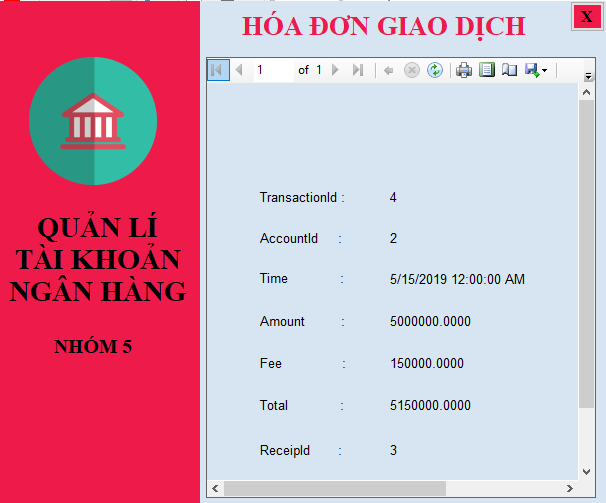 HÓA ĐƠN GIAO DỊCH
X
QUẢN LÍ
TÀI KHOẢN
NGÂN HÀNG
NHÓM 5
1 of 1
TransactionId : 4
AccountId : 2
Time : 5/15/2019 12:00:00 AM
Amount : 5000000.0000
Fee : 150000.0000
Total : 5150000.0000
ReceipId : 3